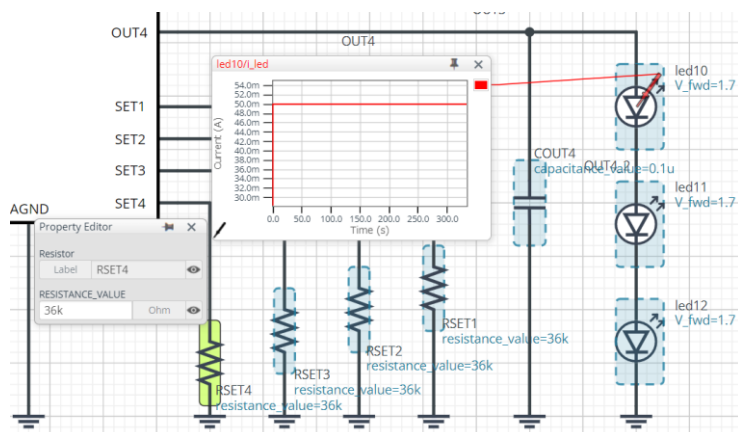 OUT4
OUT4
led10/i_led
54.0m
52.0m
50.0m
48.0m
46.0m
44.0m
42.0m
40.0m
38.0m
36.0m
34.0m
32.0m
30.0m
Current (A)
0.0 50.0 100.0 150.0 200.0 250.0 300.0
Time (s)
led10
V_fwd=1.7
SET1
SET2
SET3
SET4
COUT4
OUT4_2
capacitance_value=0.1u
led11
V_fwd=1.7
AGND
Property Editor
Resistor
Label RSET4
RESISTANCE_VALUE
36k Ohm
RSET1
resistance_value=36k
led12
V_fwd=1.7
RSET2
resistance_value=36k
RSET3
resistance_value=36k
RSET4
resistance_value=36k